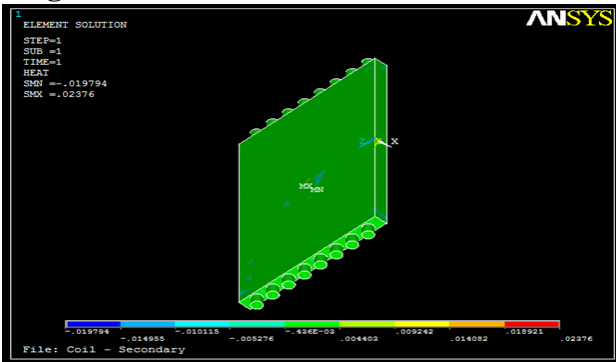 1
ELEMENT SOLUTION
ANSYS
STEP=1
SUB =1
TIME=1
HEAT
SMN =-.019794
SMX =.02376
Z X
MX
MN
-.019794 -.010115 -.436E-03 .009242 .018921
-.014955 -.005276 .004403 .014082 .02376
File: Coil - Secondary